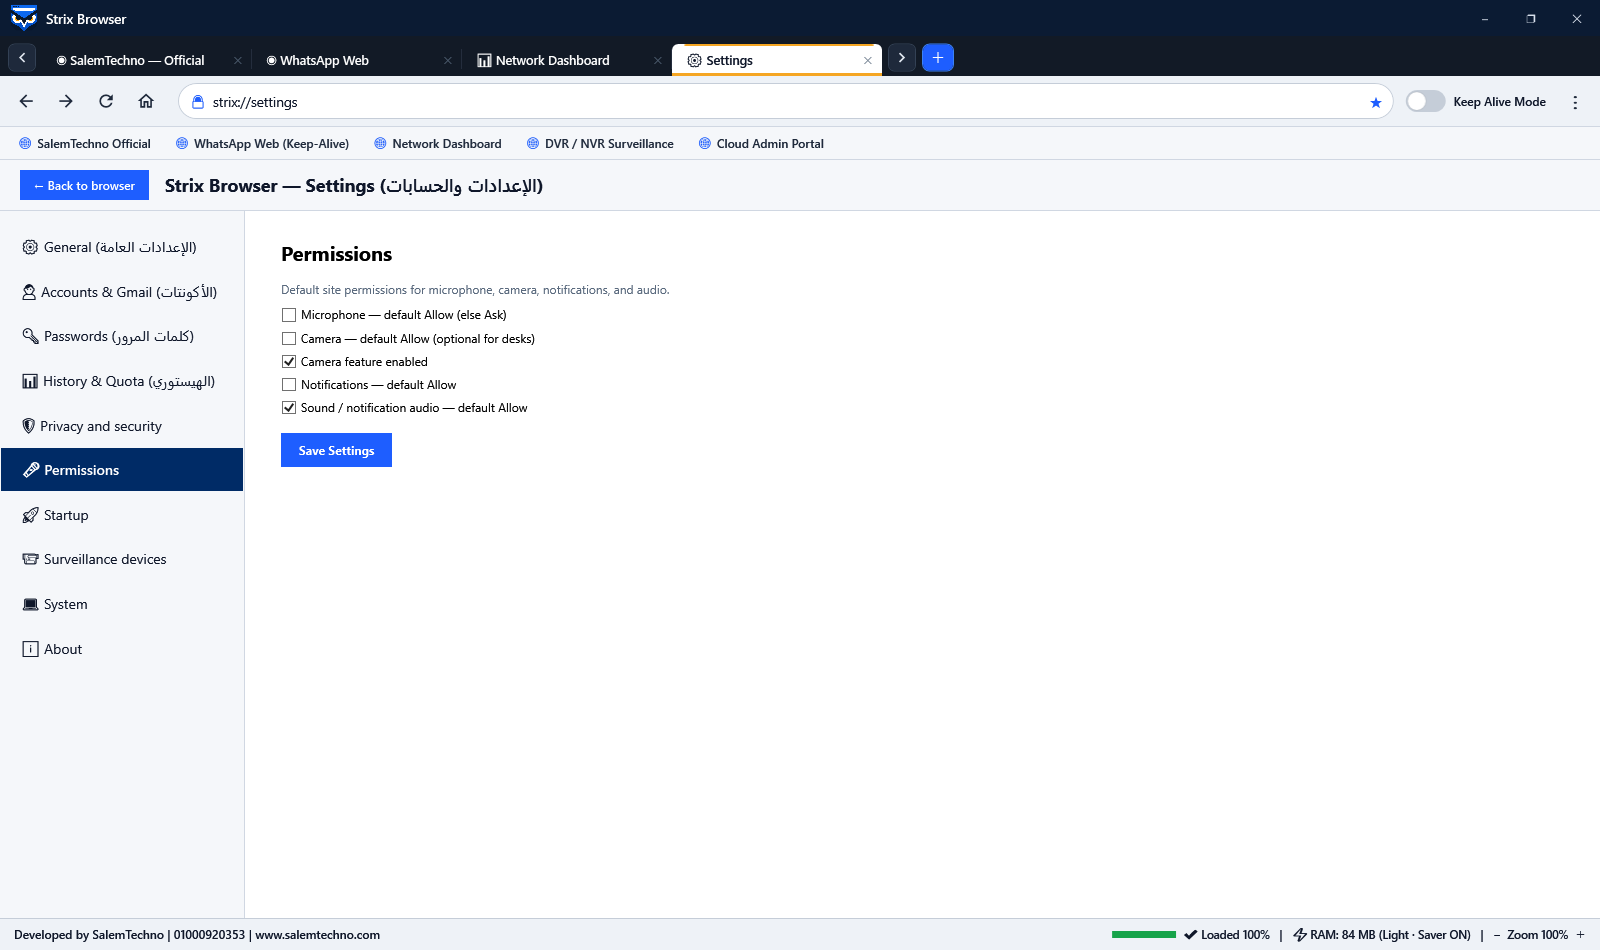 Strix Browser
SalemTechno — Official
WhatsApp Web
Network Dashboard
Settings
strix://settings
Keep Alive Mode
SalemTechno Official
WhatsApp Web (Keep-Alive)
Network Dashboard
DVR / NVR Surveillance
Cloud Admin Portal
← Back to browser
Strix Browser — Settings (الإعدادات والحسابات)
General (الإعدادات العامة)
Accounts & Gmail (الأكونتات)
Passwords (كلمات المرور)
History & Quota (الهيستوري)
Privacy and security
Permissions
Startup
Surveillance devices
System
About
Permissions
Default site permissions for microphone, camera, notifications, and audio.
Microphone — default Allow (else Ask)
Camera — default Allow (optional for desks)
Camera feature enabled
Notifications — default Allow
Sound / notification audio — default Allow
Save Settings
Developed by SalemTechno | 01000920353 | www.salemtechno.com
Loaded 100% | RAM: 84 MB (Light · Saver ON) | − Zoom 100% +